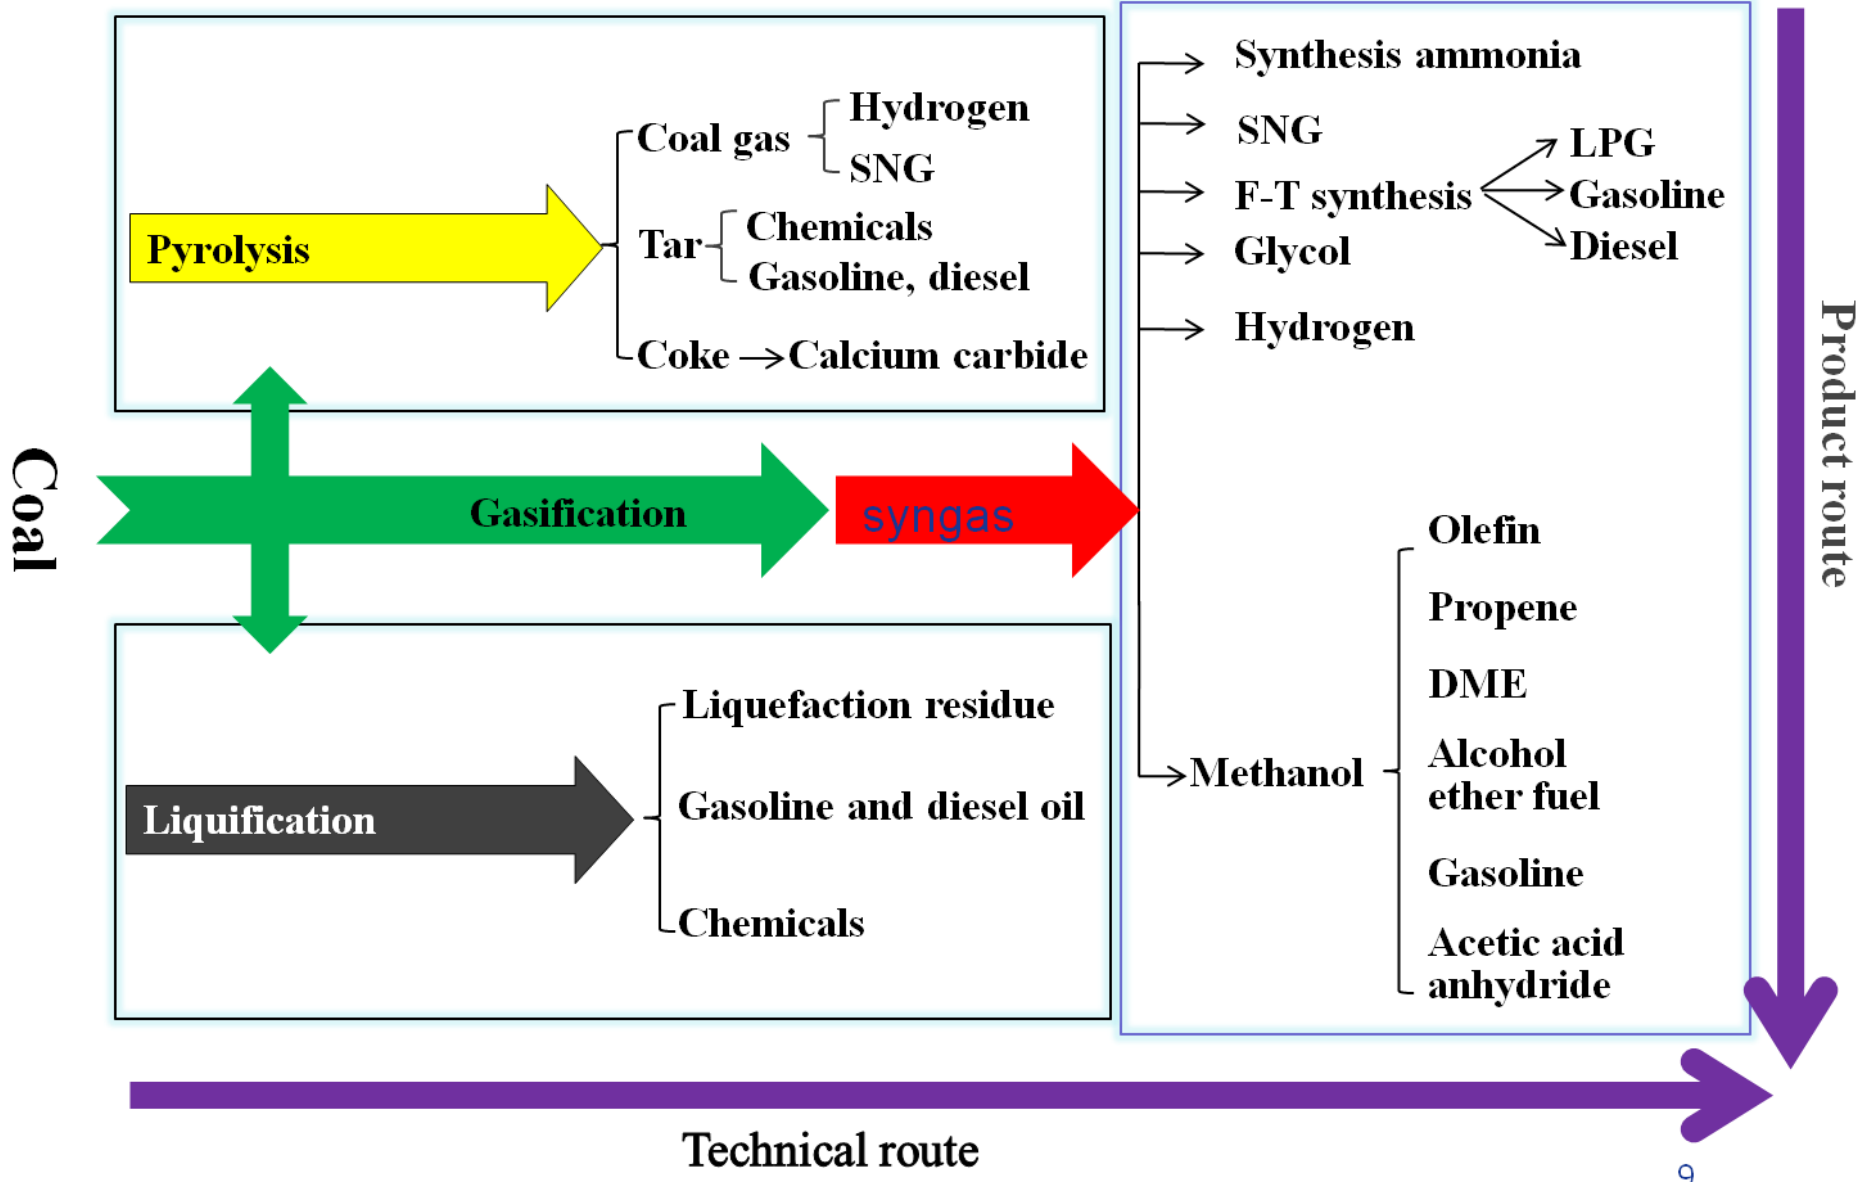 Coal
Pyrolysis
Coal gas
Hydrogen
SNG
Tar
Chemicals
Gasoline, diesel
Coke
Calcium carbide
Gasification
syngas
Liquification
Liquefaction residue
Gasoline and diesel oil
Chemicals
Synthesis ammonia
SNG
F-T synthesis
LPG
Gasoline
Diesel
Glycol
Hydrogen
Methanol
Olefin
Propene
DME
Alcohol
ether fuel
Gasoline
Acetic acid
anhydride
Product route
Technical route
9